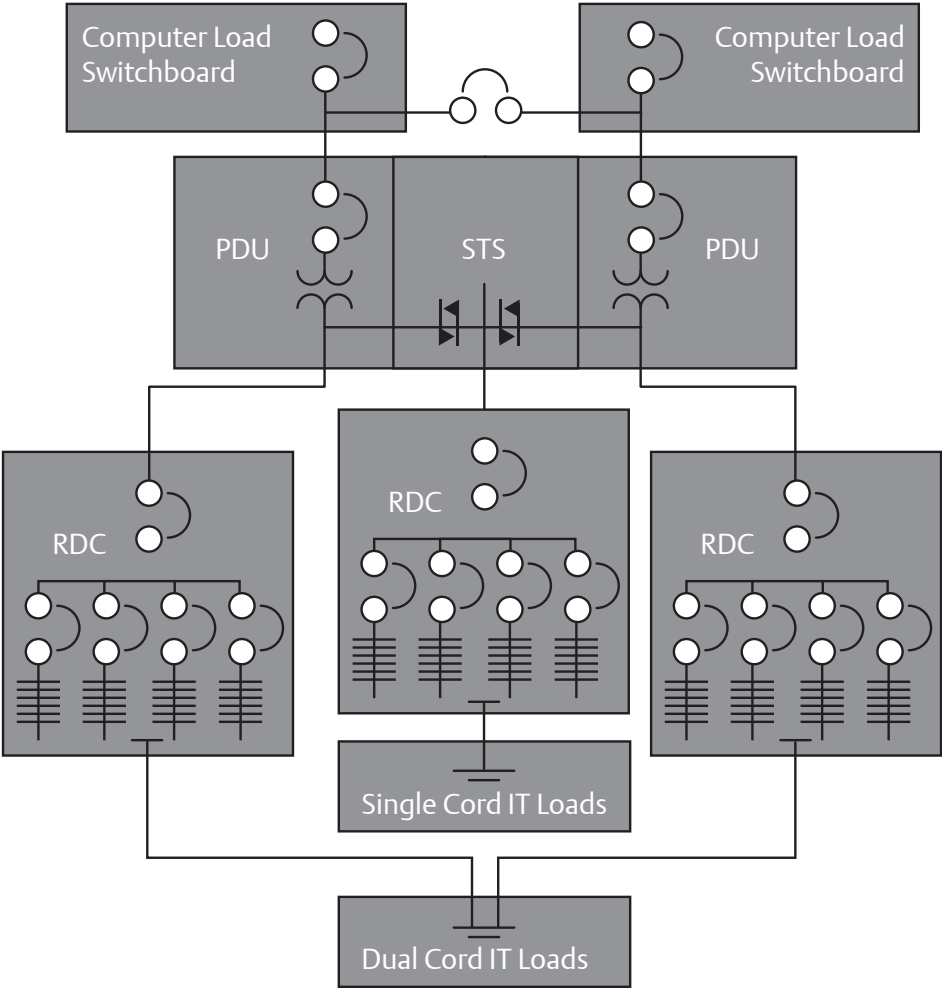 Computer Load
Switchboard
Computer Load
Switchboard
PDU
STS
PDU
RDC
RDC
RDC
Single Cord IT Loads
Dual Cord IT Loads